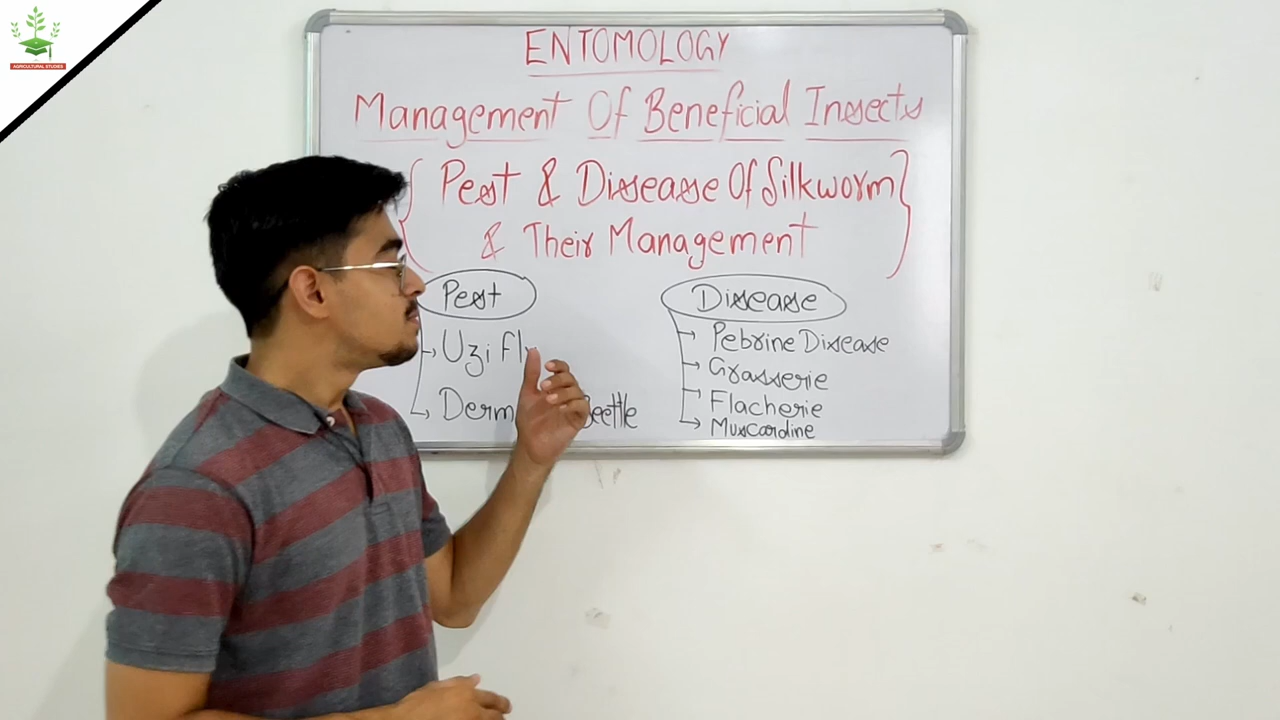 AGRICULTURAL STUDIES
ENTOMOLOGY
Management Of Beneficial Insects
{ Pest & Disease Of Silkworm
& Their Management }
Pest
→ Uzi Fly
→ Beetle
Disease
→ Pebrine Disease
→ Grasserie
→ Flacherie
→ Muscardine